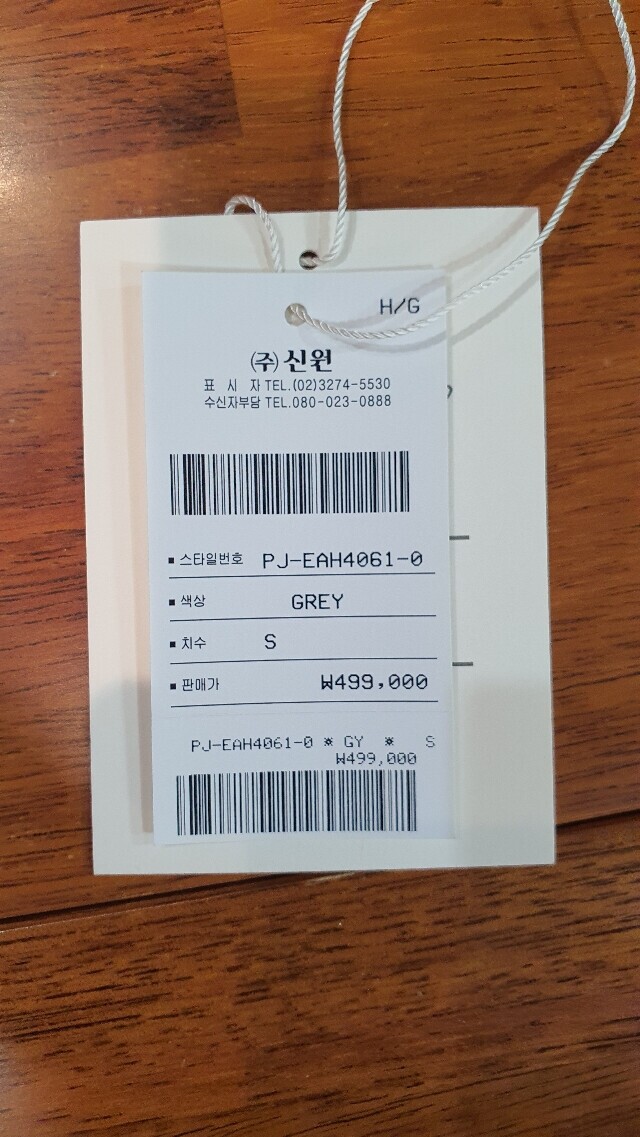 H/G
(주)신원
표 시 자 TEL.(02)3274-5530
수신자부담 TEL.080-023-0888
▪ 스타일번호 PJ-EAH4061-0
▪ 색상 GREY
▪ 치수 S
▪ 판매가 ₩499,000
PJ-EAH4061-0 ※ GY ※ S
₩499,000